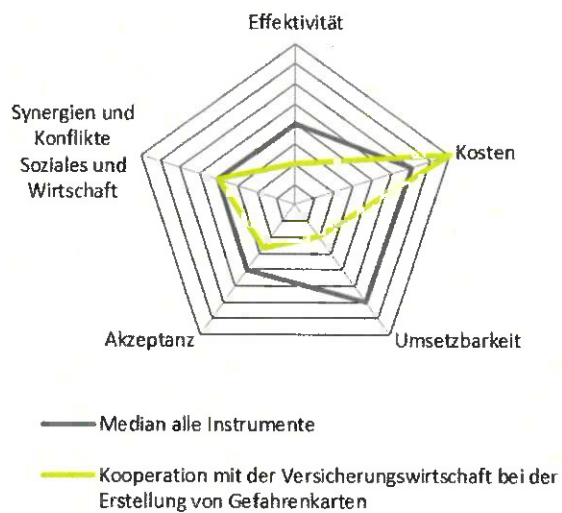 Effektivität
Synergien und
Konflikte
Soziales und
Wirtschaft
Kosten
Akzeptanz
Umsetzbarkeit
Median alle Instrumente
Kooperation mit der Versicherungswirtschaft bei der
Erstellung von Gefahrenkarten